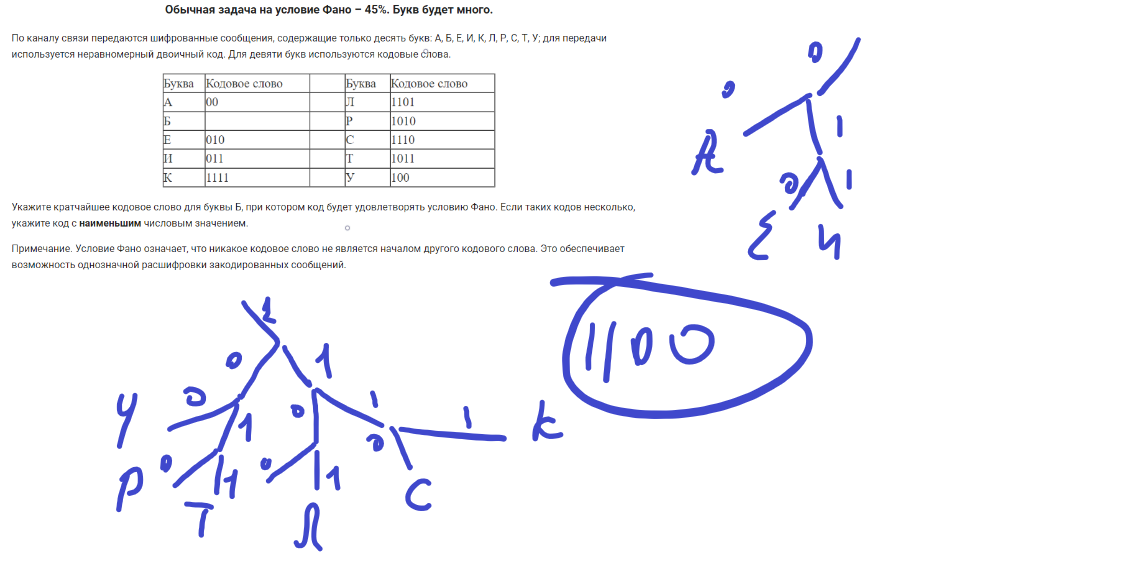 Обычная задача на условие Фано – 45%. Букв будет много.
По каналу связи передаются шифрованные сообщения, содержащие только десять букв: А, Б, Е, И, К, Л, Р, С, Т, У; для передачи
используется неравномерный двоичный код. Для девяти букв используются кодовые слова.
Буква Кодовое слово Буква Кодовое слово
А 00 Л 1101
Б Р 1010
Е 010 С 1110
И 011 Т 1011
К 1111 У 100
Укажите кратчайшее кодовое слово для буквы Б, при котором код будет удовлетворять условию Фано. Если таких кодов несколько,
укажите код с наименьшим числовым значением.
Примечание. Условие Фано означает, что никакое кодовое слово не является началом другого кодового слова. Это обеспечивает
возможность однозначной расшифровки закодированных сообщений.
0
0 1
А
0 1
Е И
1
0 1
0 1 0 1
У
0 1 0 1 0 1
Р Т Л С К
1100